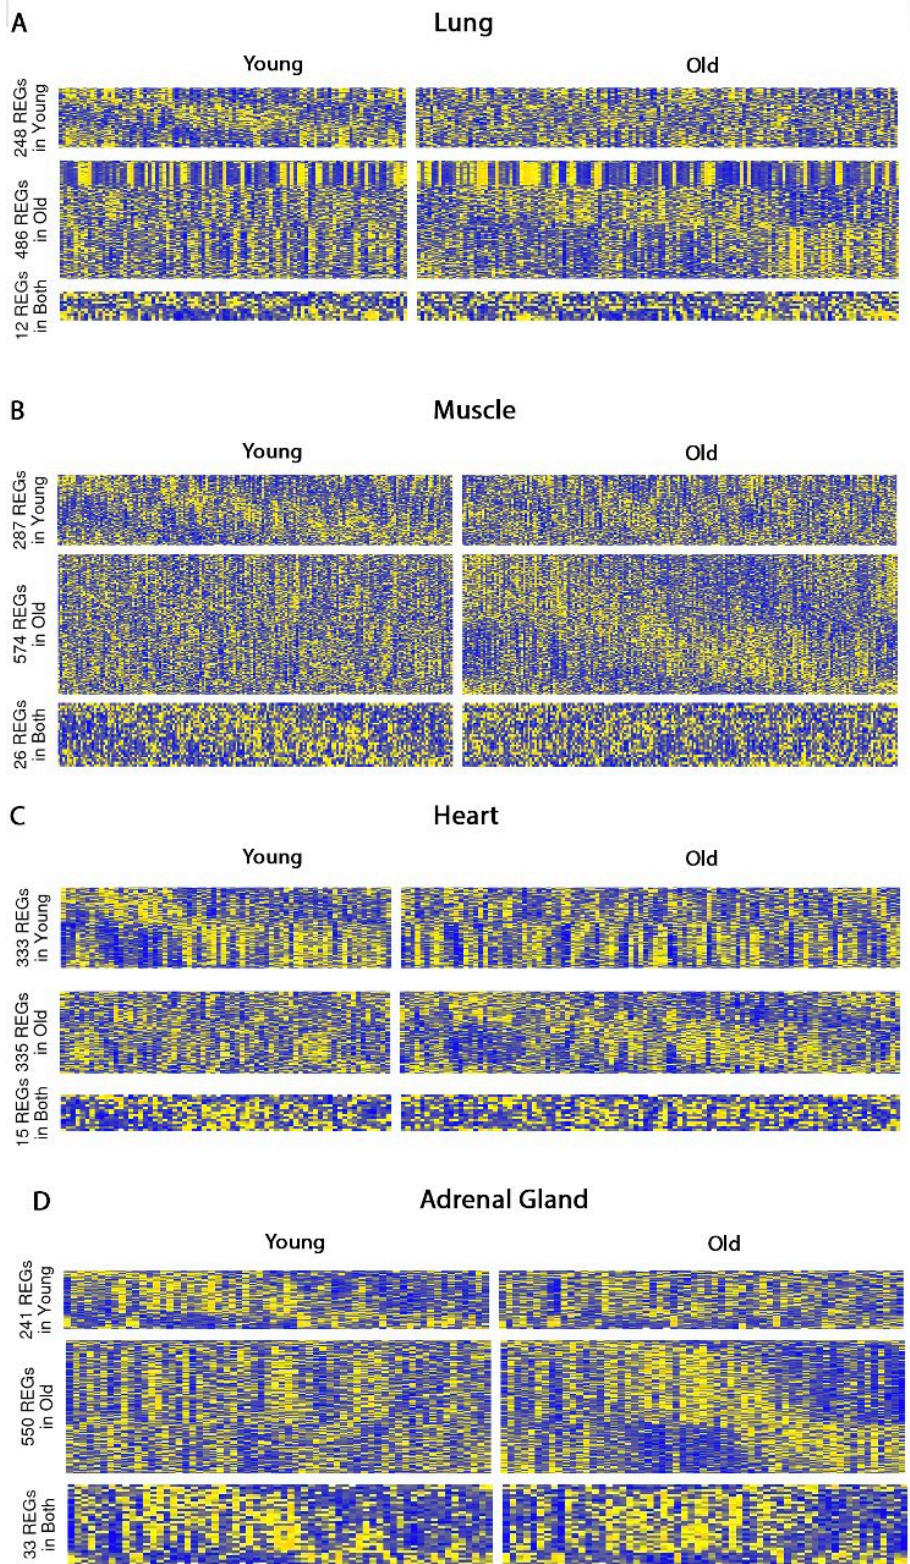 A
Lung
Young
Old
248 REGs
in Young
486 REGs
in Old
12 REGs
in Both
B
Muscle
Young
Old
287 REGs
in Young
574 REGs
in Old
26 REGs
in Both
C
Heart
Young
Old
333 REGs
in Young
335 REGs
in Old
15 REGs
in Both
D
Adrenal Gland
Young
Old
241 REGs
in Young
550 REGs
in Old
33 REGs
in Both